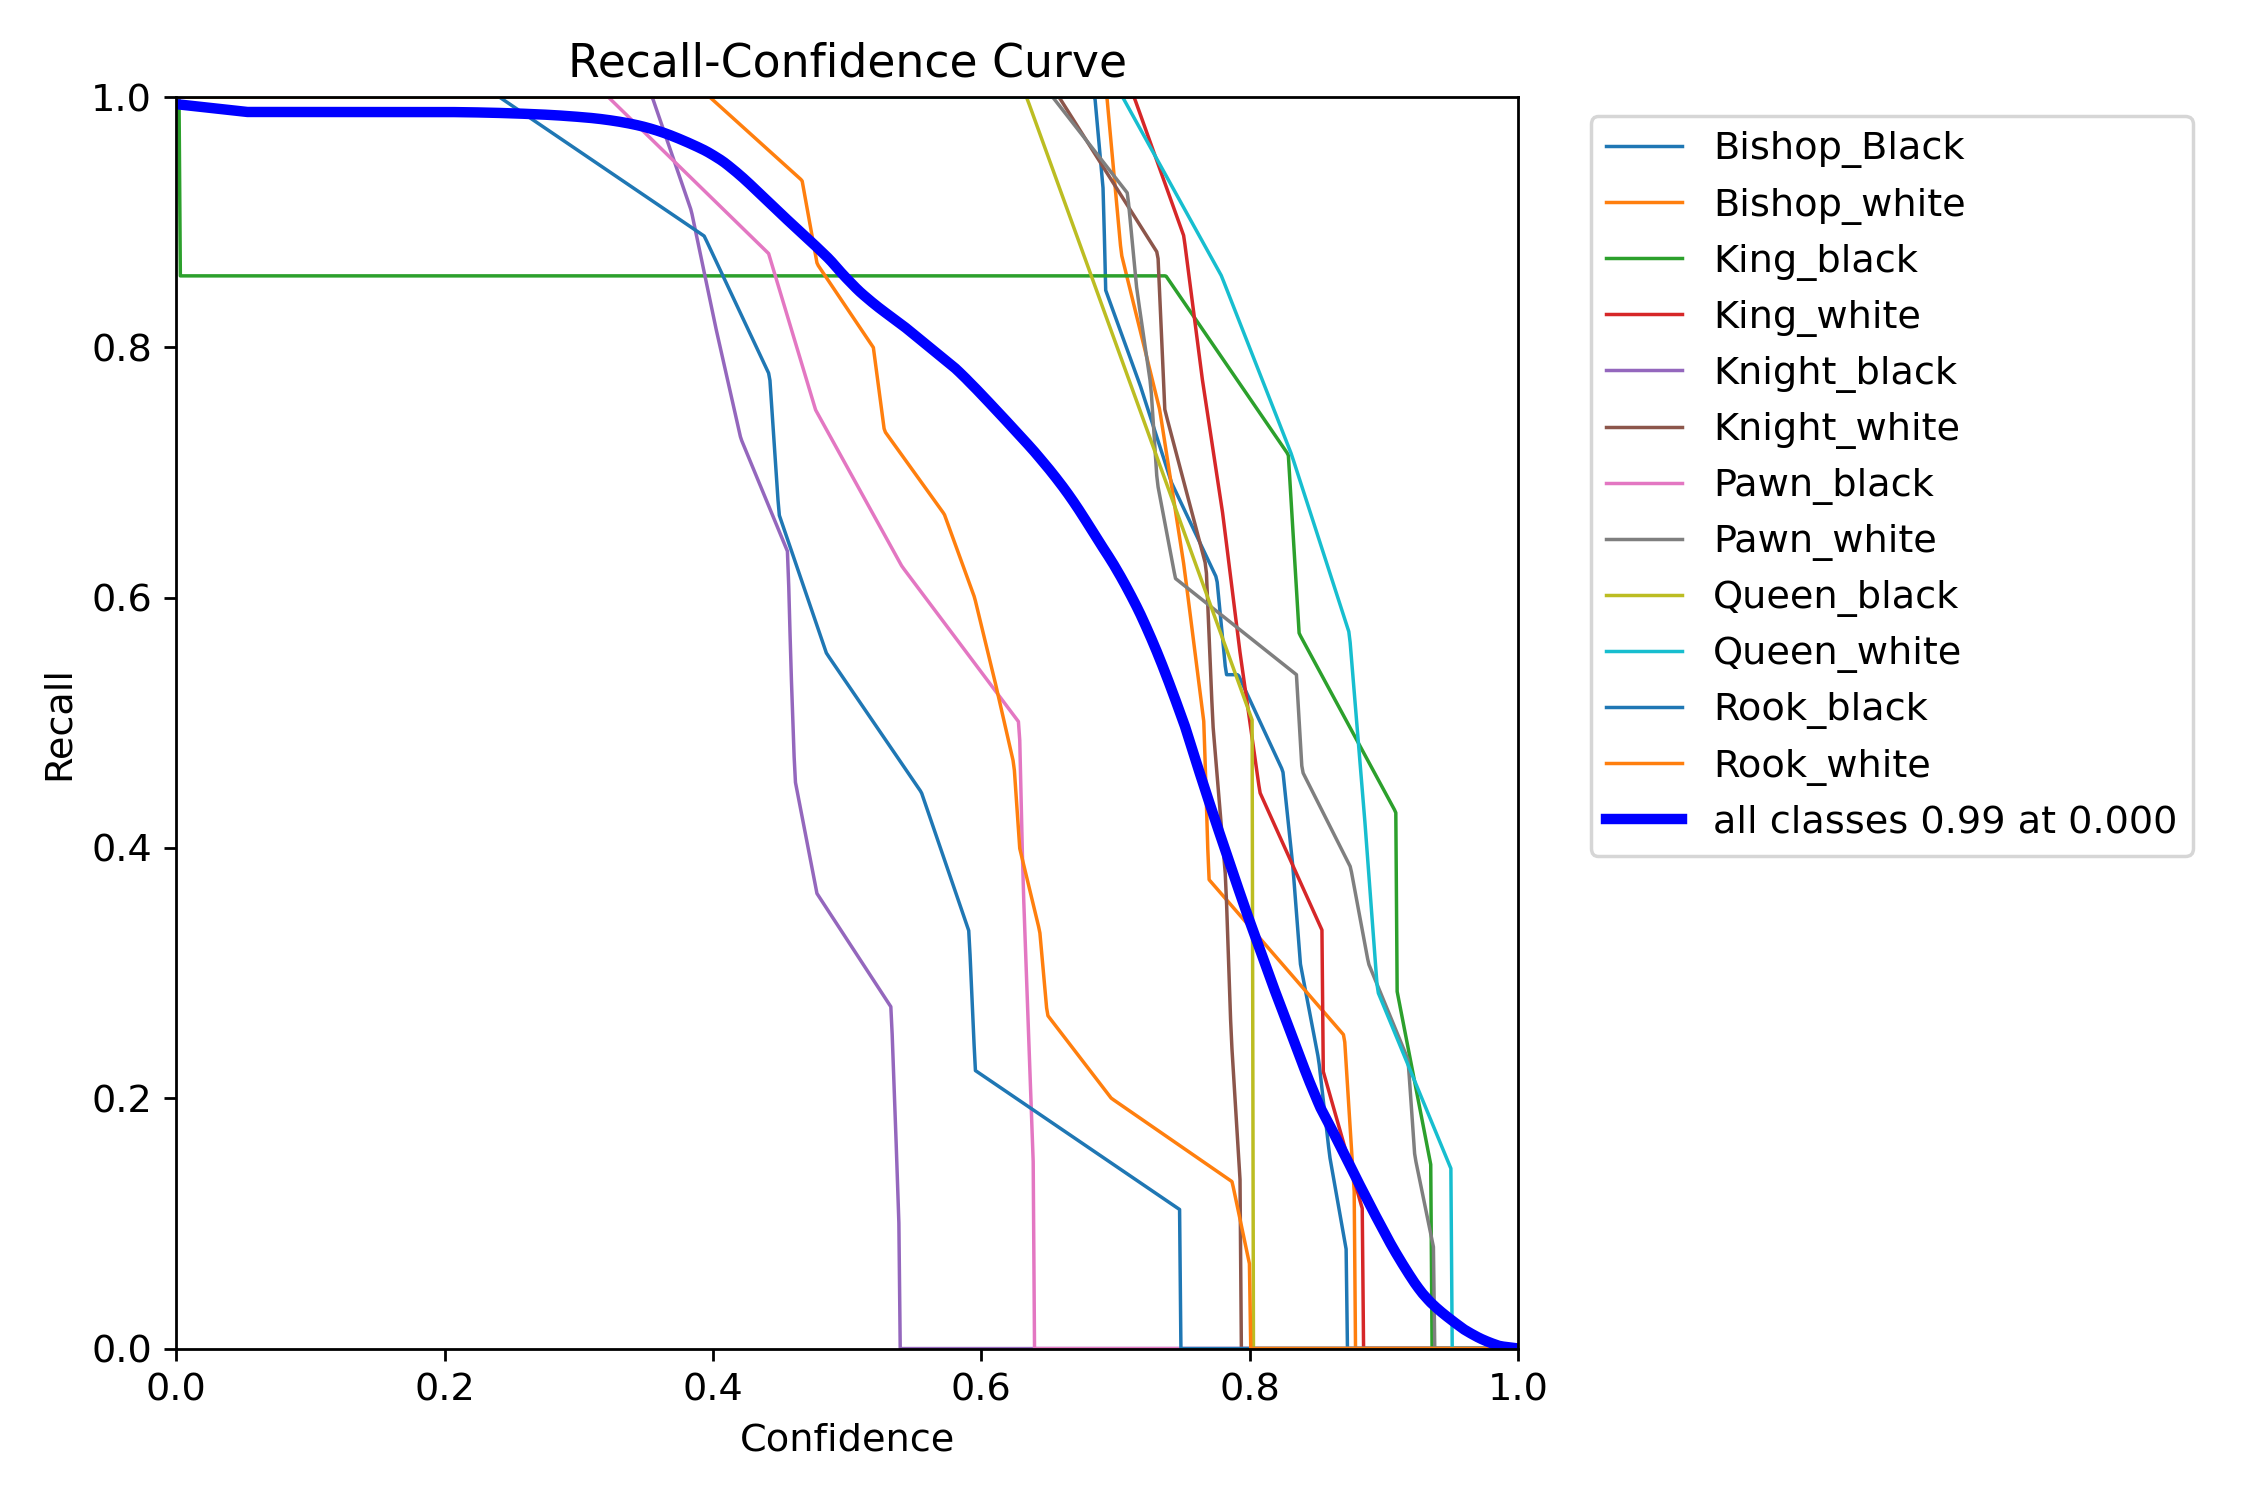 Recall-Confidence Curve
1.0
0.8
0.6
0.4
0.2
0.0
Recall
0.0 0.2 0.4 0.6 0.8 1.0
Confidence
Bishop_Black
Bishop_white
King_black
King_white
Knight_black
Knight_white
Pawn_black
Pawn_white
Queen_black
Queen_white
Rook_black
Rook_white
all classes 0.99 at 0.000